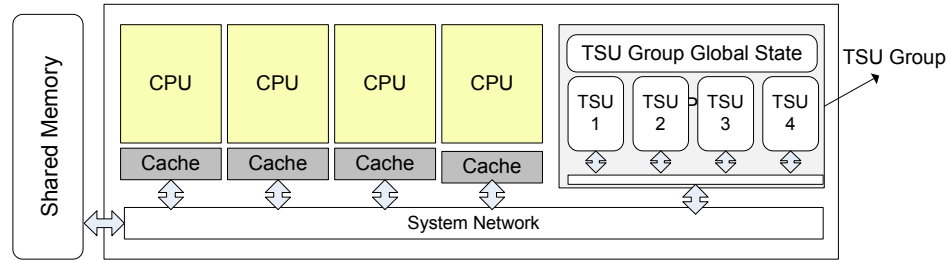 Shared Memory
CPU
CPU
CPU
CPU
Cache
Cache
Cache
Cache
TSU Group Global State
TSU
1
TSU
2
TSU
3
TSU
4
TSU Group
System Network